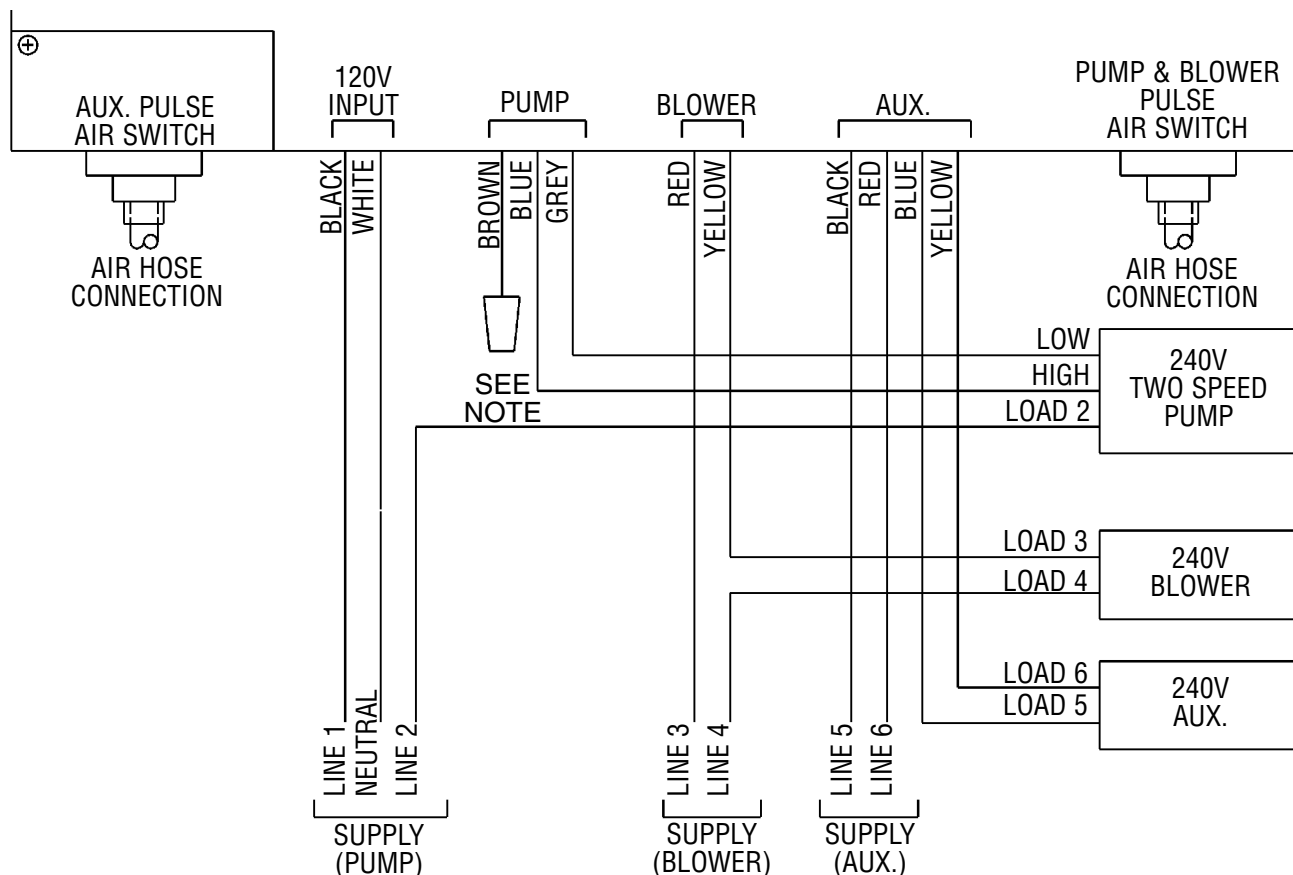 AUX. PULSE
AIR SWITCH
120V
INPUT
PUMP
BLOWER
AUX.
PUMP & BLOWER
PULSE
AIR SWITCH
BLACK
WHITE
BROWN
BLUE
GREY
RED
YELLOW
BLACK
RED
BLUE
YELLOW
AIR HOSE
CONNECTION
AIR HOSE
CONNECTION
SEE
NOTE
LOW
HIGH
LOAD 2
240V
TWO SPEED
PUMP
LOAD 3
LOAD 4
240V
BLOWER
LOAD 6
LOAD 5
240V
AUX.
LINE 1
NEUTRAL
LINE 2
LINE 3
LINE 4
LINE 5
LINE 6
SUPPLY
(PUMP)
SUPPLY
(BLOWER)
SUPPLY
(AUX.)